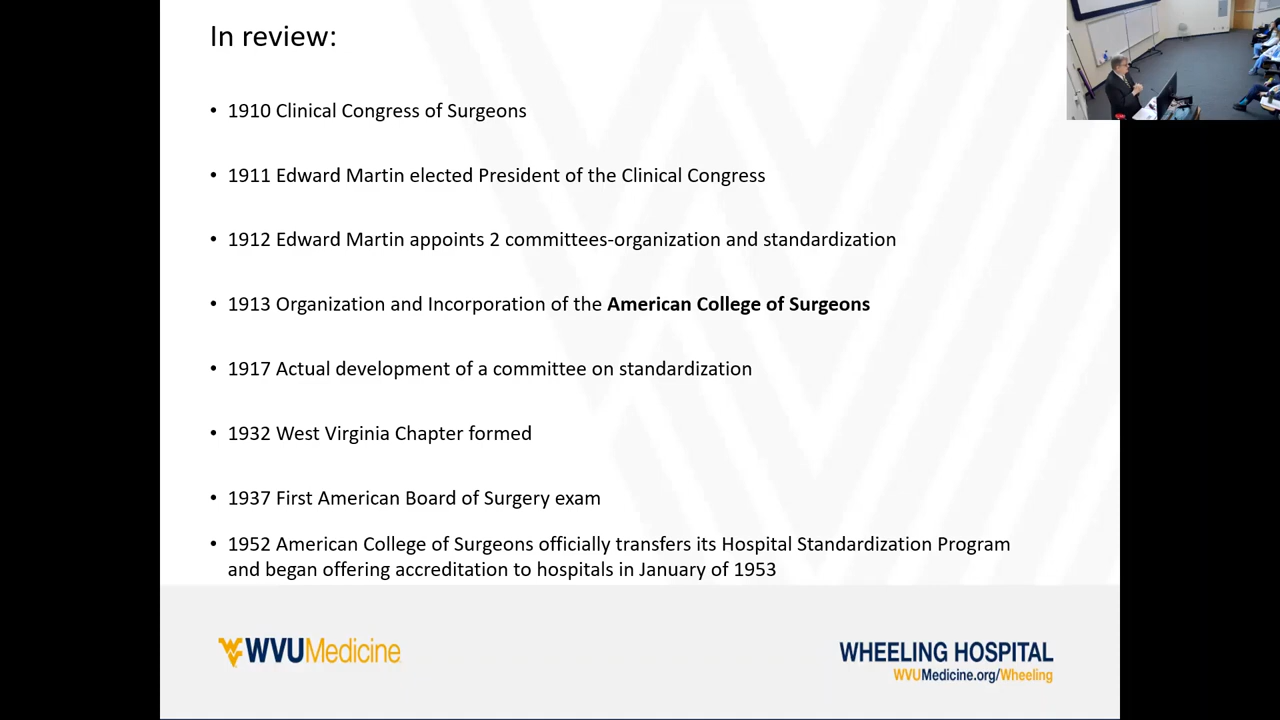 In review:
• 1910 Clinical Congress of Surgeons
• 1911 Edward Martin elected President of the Clinical Congress
• 1912 Edward Martin appoints 2 committees-organization and standardization
• 1913 Organization and Incorporation of the American College of Surgeons
• 1917 Actual development of a committee on standardization
• 1932 West Virginia Chapter formed
• 1937 First American Board of Surgery exam
• 1952 American College of Surgeons officially transfers its Hospital Standardization Program
and began offering accreditation to hospitals in January of 1953
WVUMedicine
WHEELING HOSPITAL
WVUMedicine.org/Wheeling